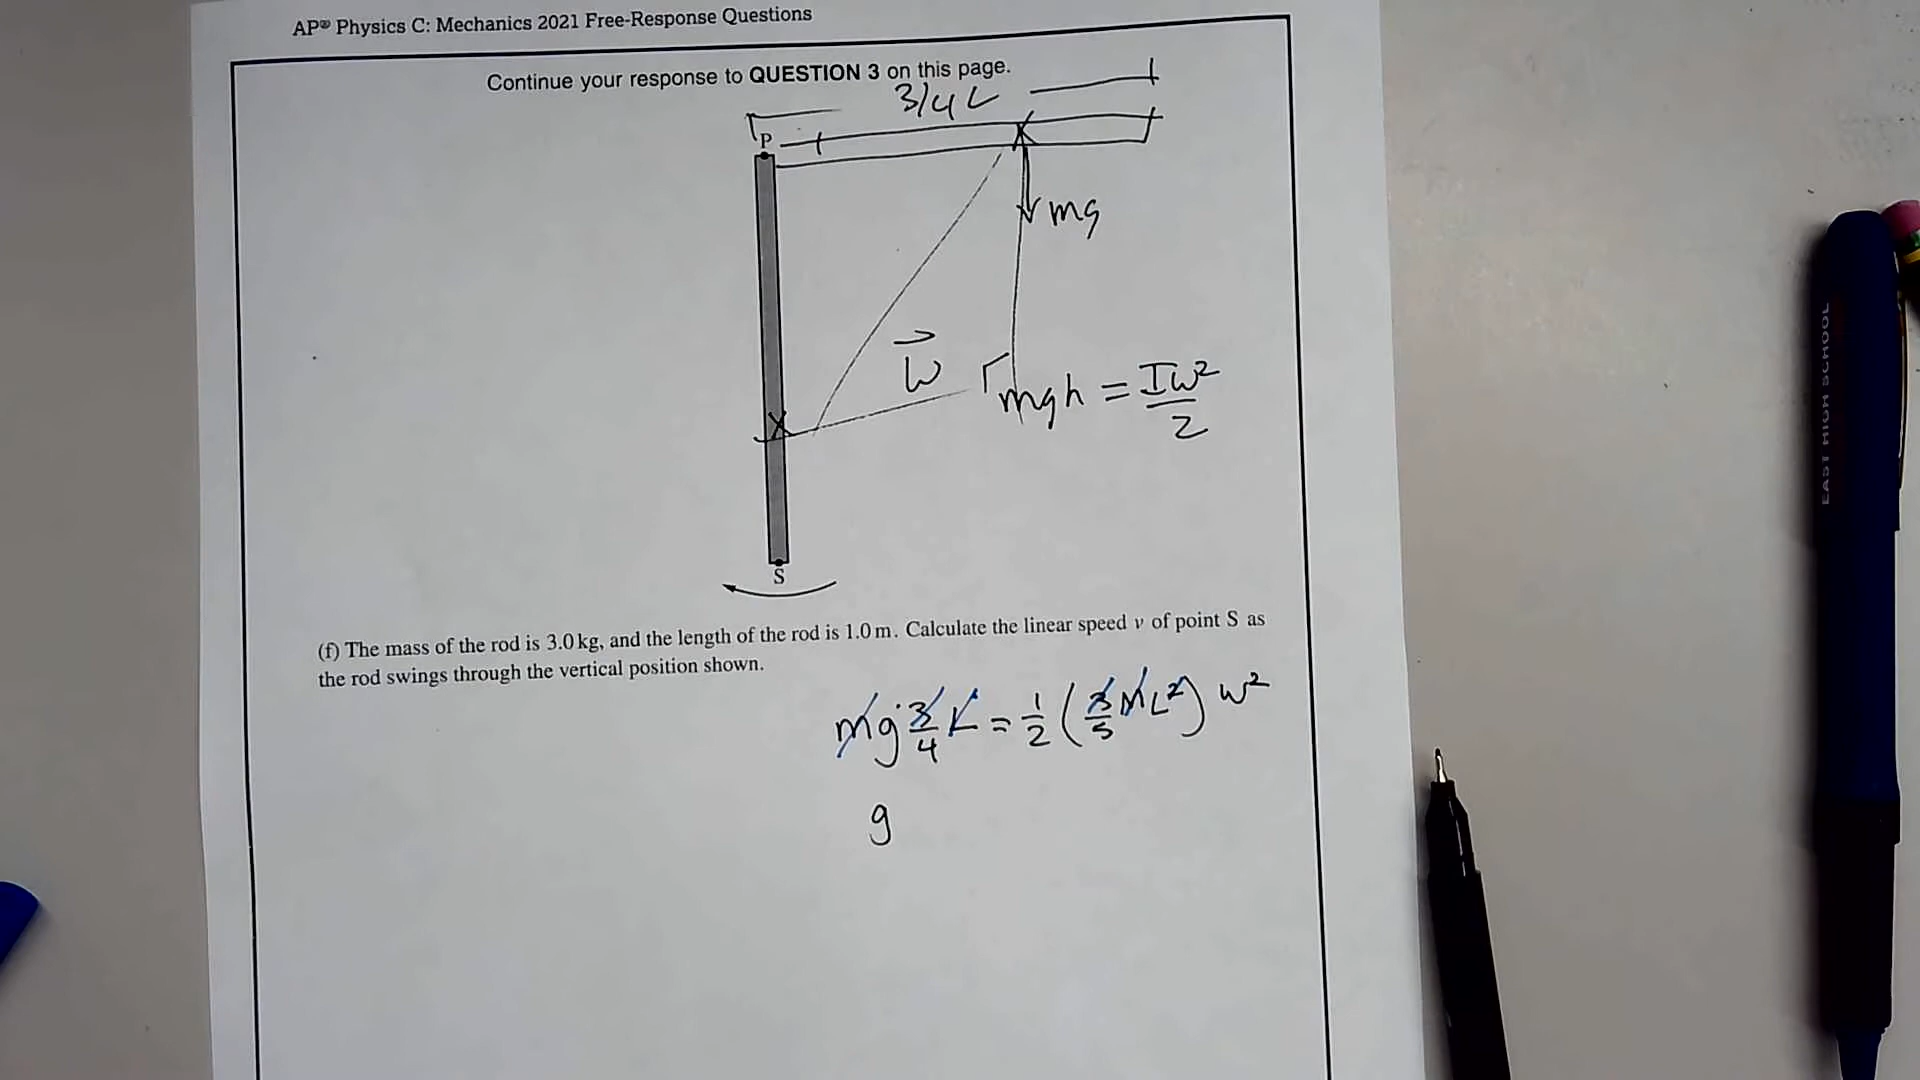 AP® Physics C: Mechanics 2021 Free-Response Questions
Continue your response to QUESTION 3 on this page.
3/4 L
P
mg
ω
mgh = Iω²/2
S
(f) The mass of the rod is 3.0 kg, and the length of the rod is 1.0 m. Calculate the linear speed v of point S as
the rod swings through the vertical position shown.
mg 3/4 L = 1/2 (3/5 ML²) ω²
g
EAST HIGH SCHOOL